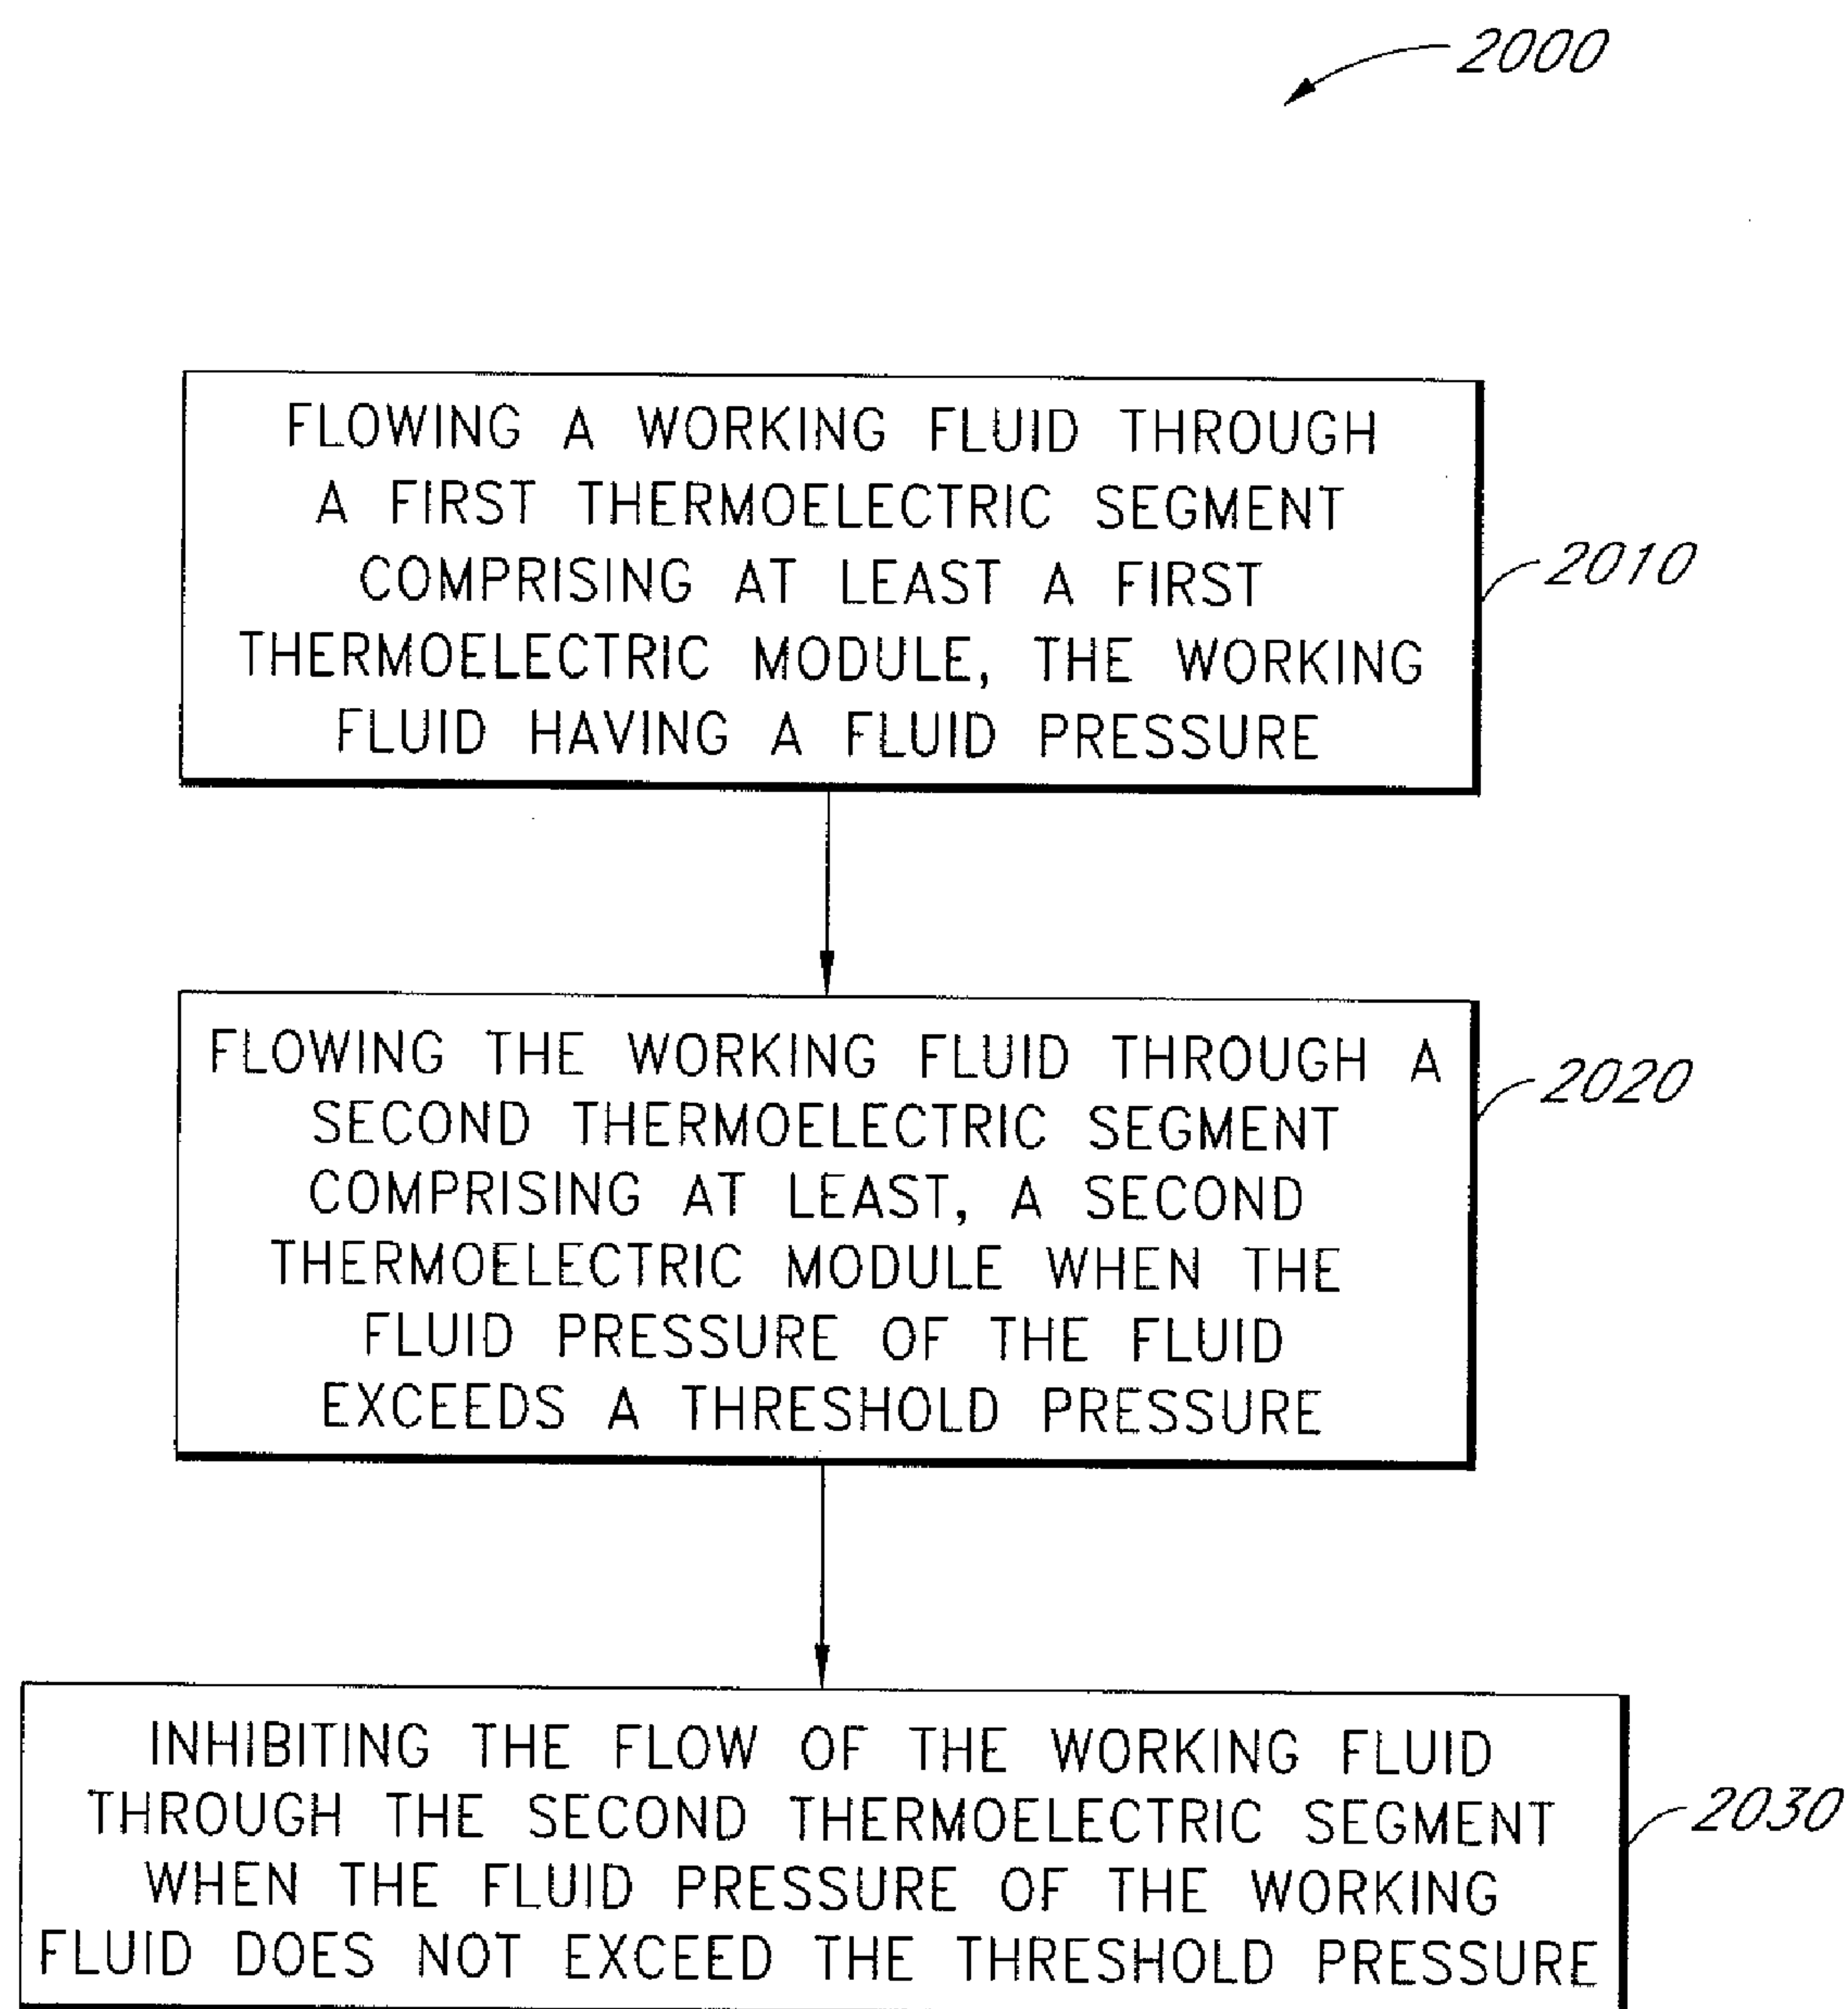 2000
FLOWING A WORKING FLUID THROUGH
A FIRST THERMOELECTRIC SEGMENT
COMPRISING AT LEAST A FIRST
THERMOELECTRIC MODULE, THE WORKING
FLUID HAVING A FLUID PRESSURE
2010
FLOWING THE WORKING FLUID THROUGH A
SECOND THERMOELECTRIC SEGMENT
COMPRISING AT LEAST, A SECOND
THERMOELECTRIC MODULE WHEN THE
FLUID PRESSURE OF THE FLUID
EXCEEDS A THRESHOLD PRESSURE
2020
INHIBITING THE FLOW OF THE WORKING FLUID
THROUGH THE SECOND THERMOELECTRIC SEGMENT
WHEN THE FLUID PRESSURE OF THE WORKING
FLUID DOES NOT EXCEED THE THRESHOLD PRESSURE
2030